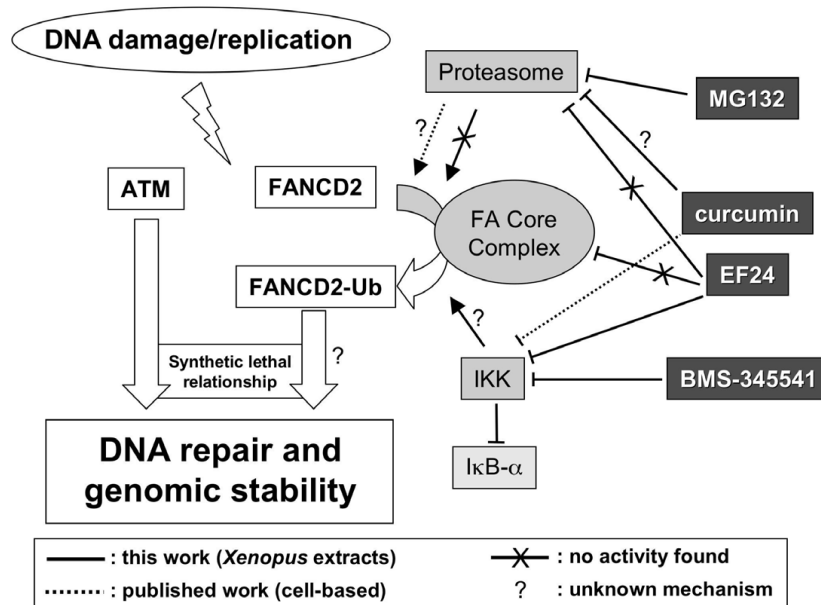 DNA damage/replication
Proteasome
MG132
?
?
ATM
FANCD2
curcumin
FA Core
Complex
EF24
FANCD2-Ub
?
?
Synthetic lethal
relationship
IKK
BMS-345541
DNA repair and
genomic stability
IκB-α
: this work (Xenopus extracts)
: no activity found
: published work (cell-based)
? : unknown mechanism